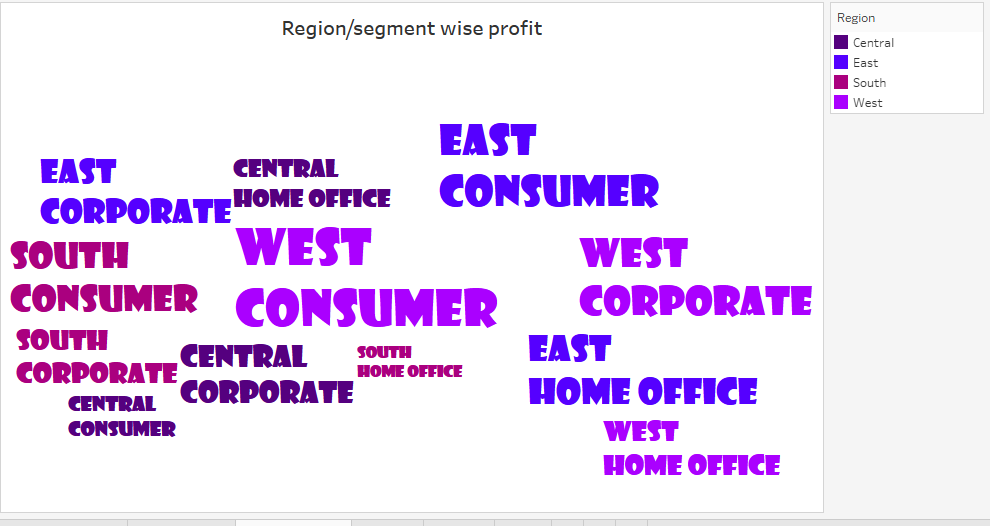 Region/segment wise profit
Region
Central
East
South
West
EAST
CONSUMER
EAST
CORPORATE
CENTRAL
HOME OFFICE
WEST
CONSUMER
SOUTH
CONSUMER
WEST
CORPORATE
SOUTH
CORPORATE
CENTRAL
CORPORATE
SOUTH
HOME OFFICE
EAST
HOME OFFICE
CENTRAL
CONSUMER
WEST
HOME OFFICE